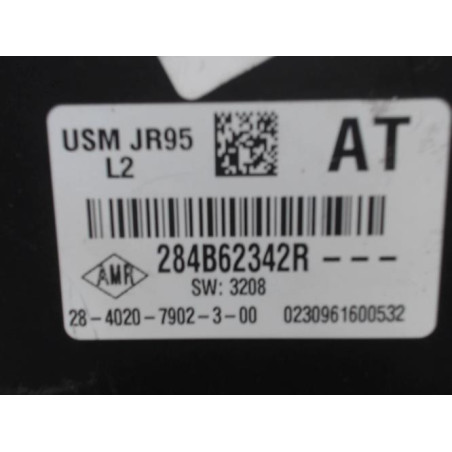 USM JR95
L2
AT
284B62342R---
AMR
SW: 3208
28-4020-7902-3-00 0230961600532